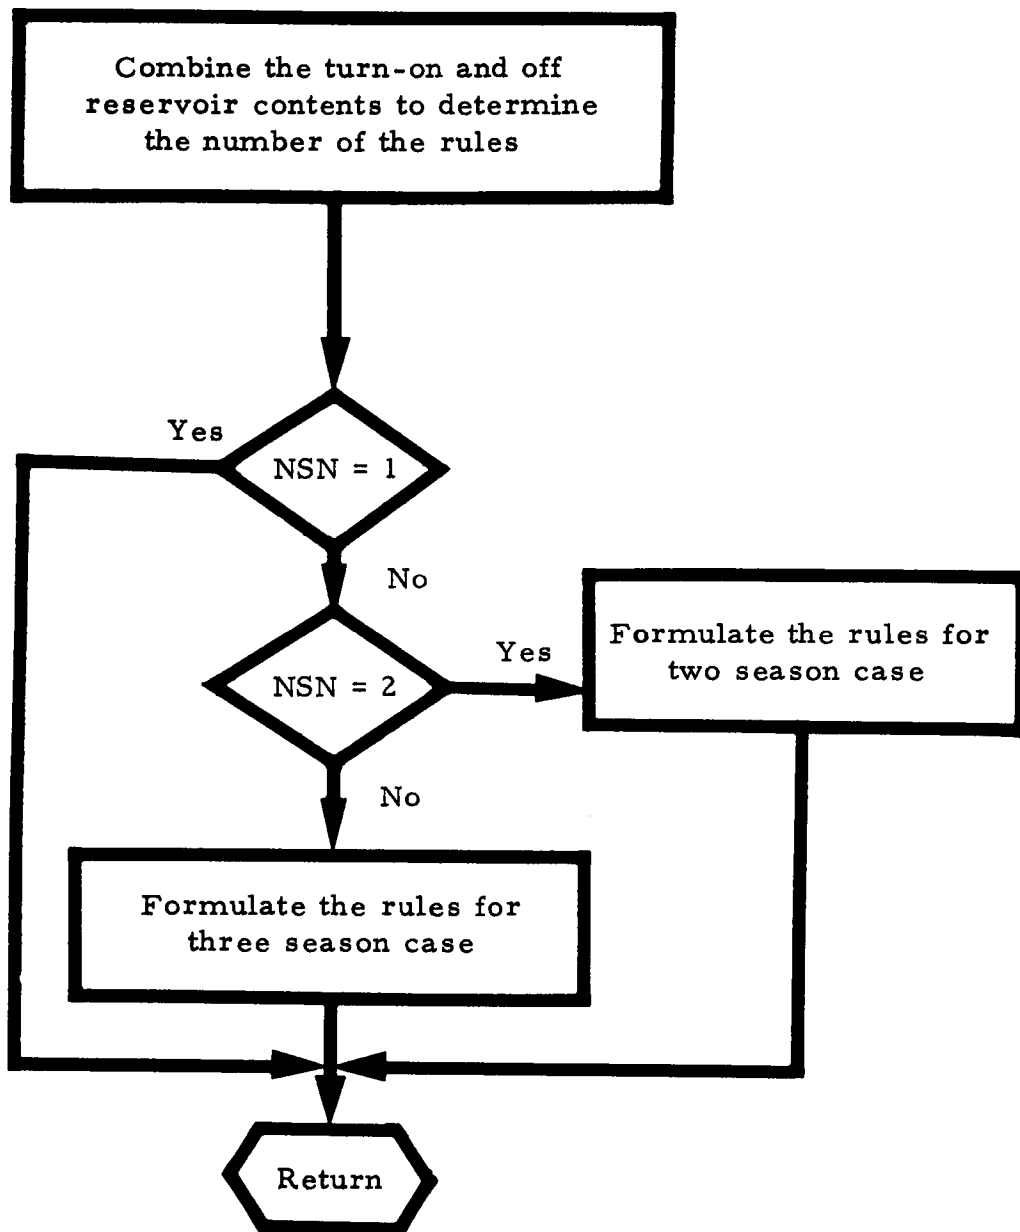 Combine the turn-on and off
reservoir contents to determine
the number of the rules
Yes
NSN = 1
No
NSN = 2
Yes
Formulate the rules for
two season case
No
Formulate the rules for
three season case
Return